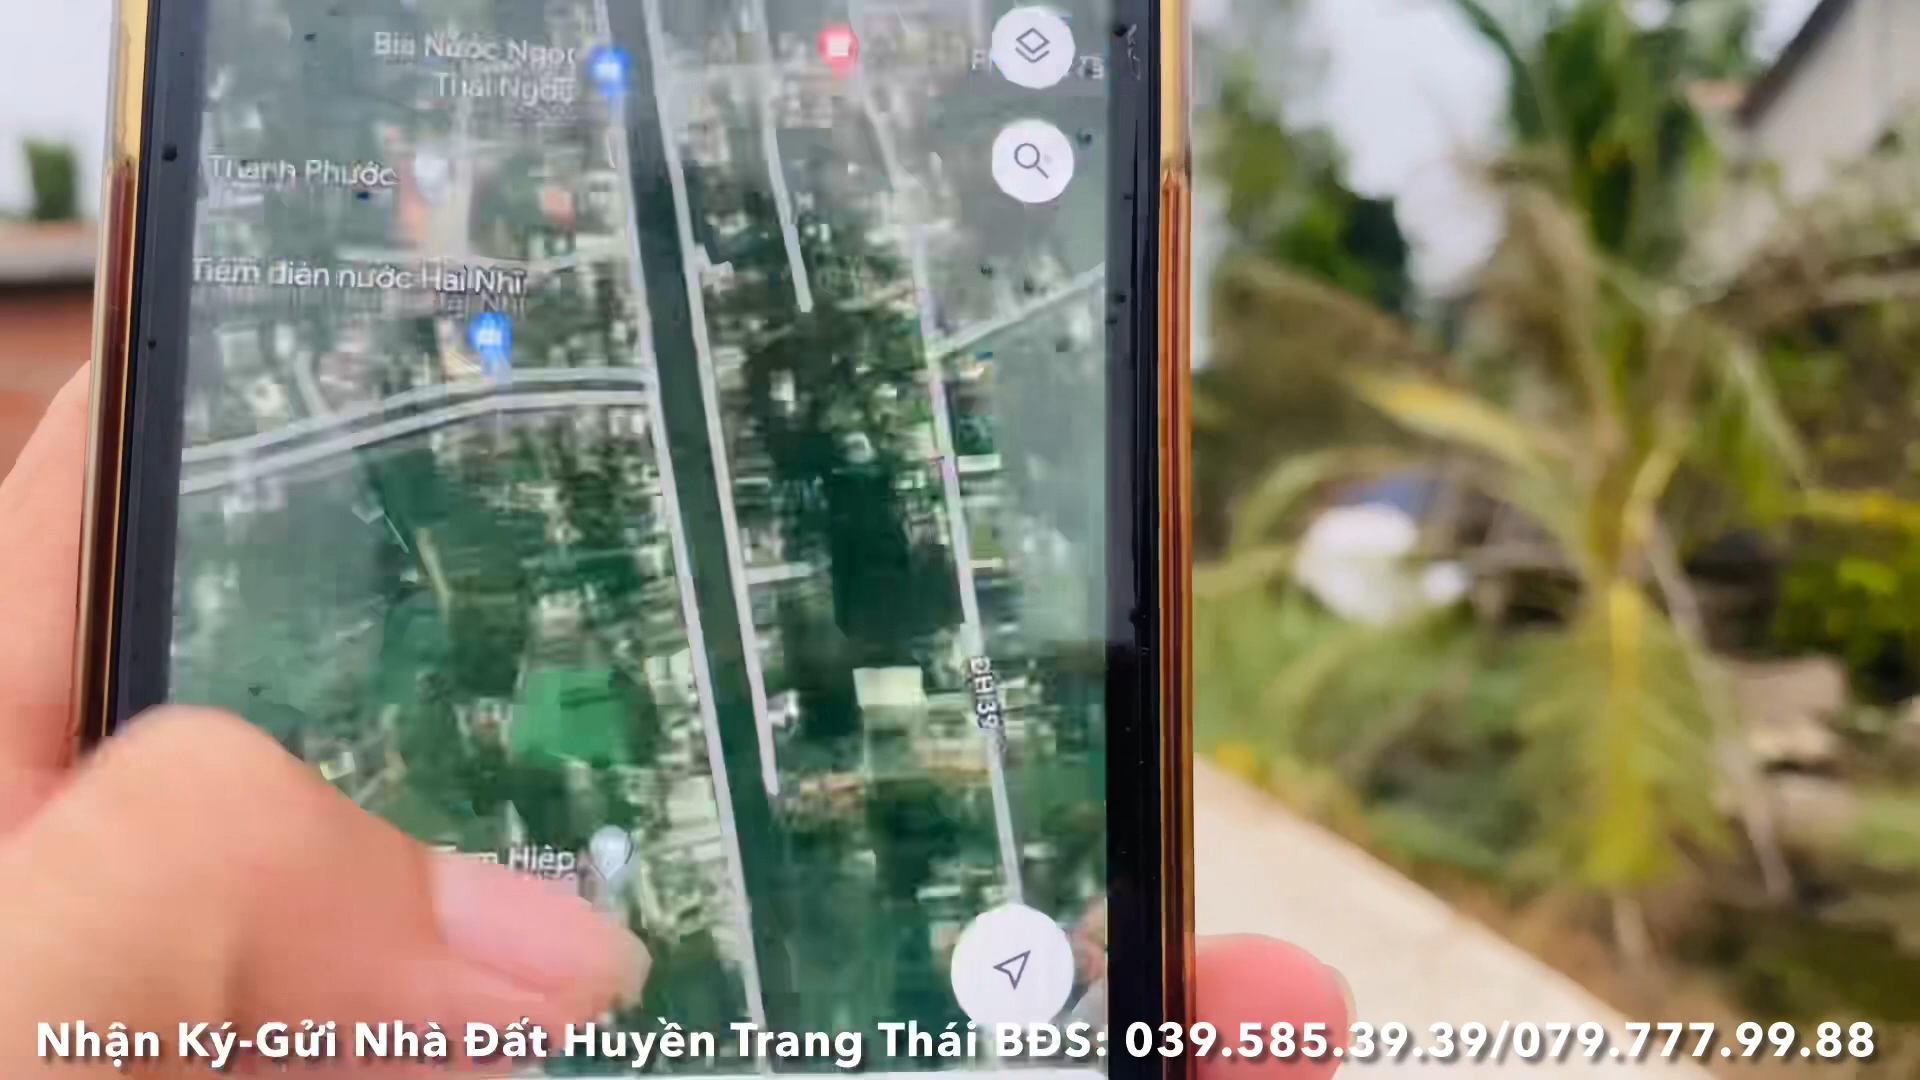 Bia Nước Ngọt
Thái Ngọc
Thanh Phước
Tiệm điện nước Hai Nhĩ
Hiệp
ĐH39
Nhận Ký-Gửi Nhà Đất Huyền Trang Thái BĐS: 039.585.39.39/079.777.99.88